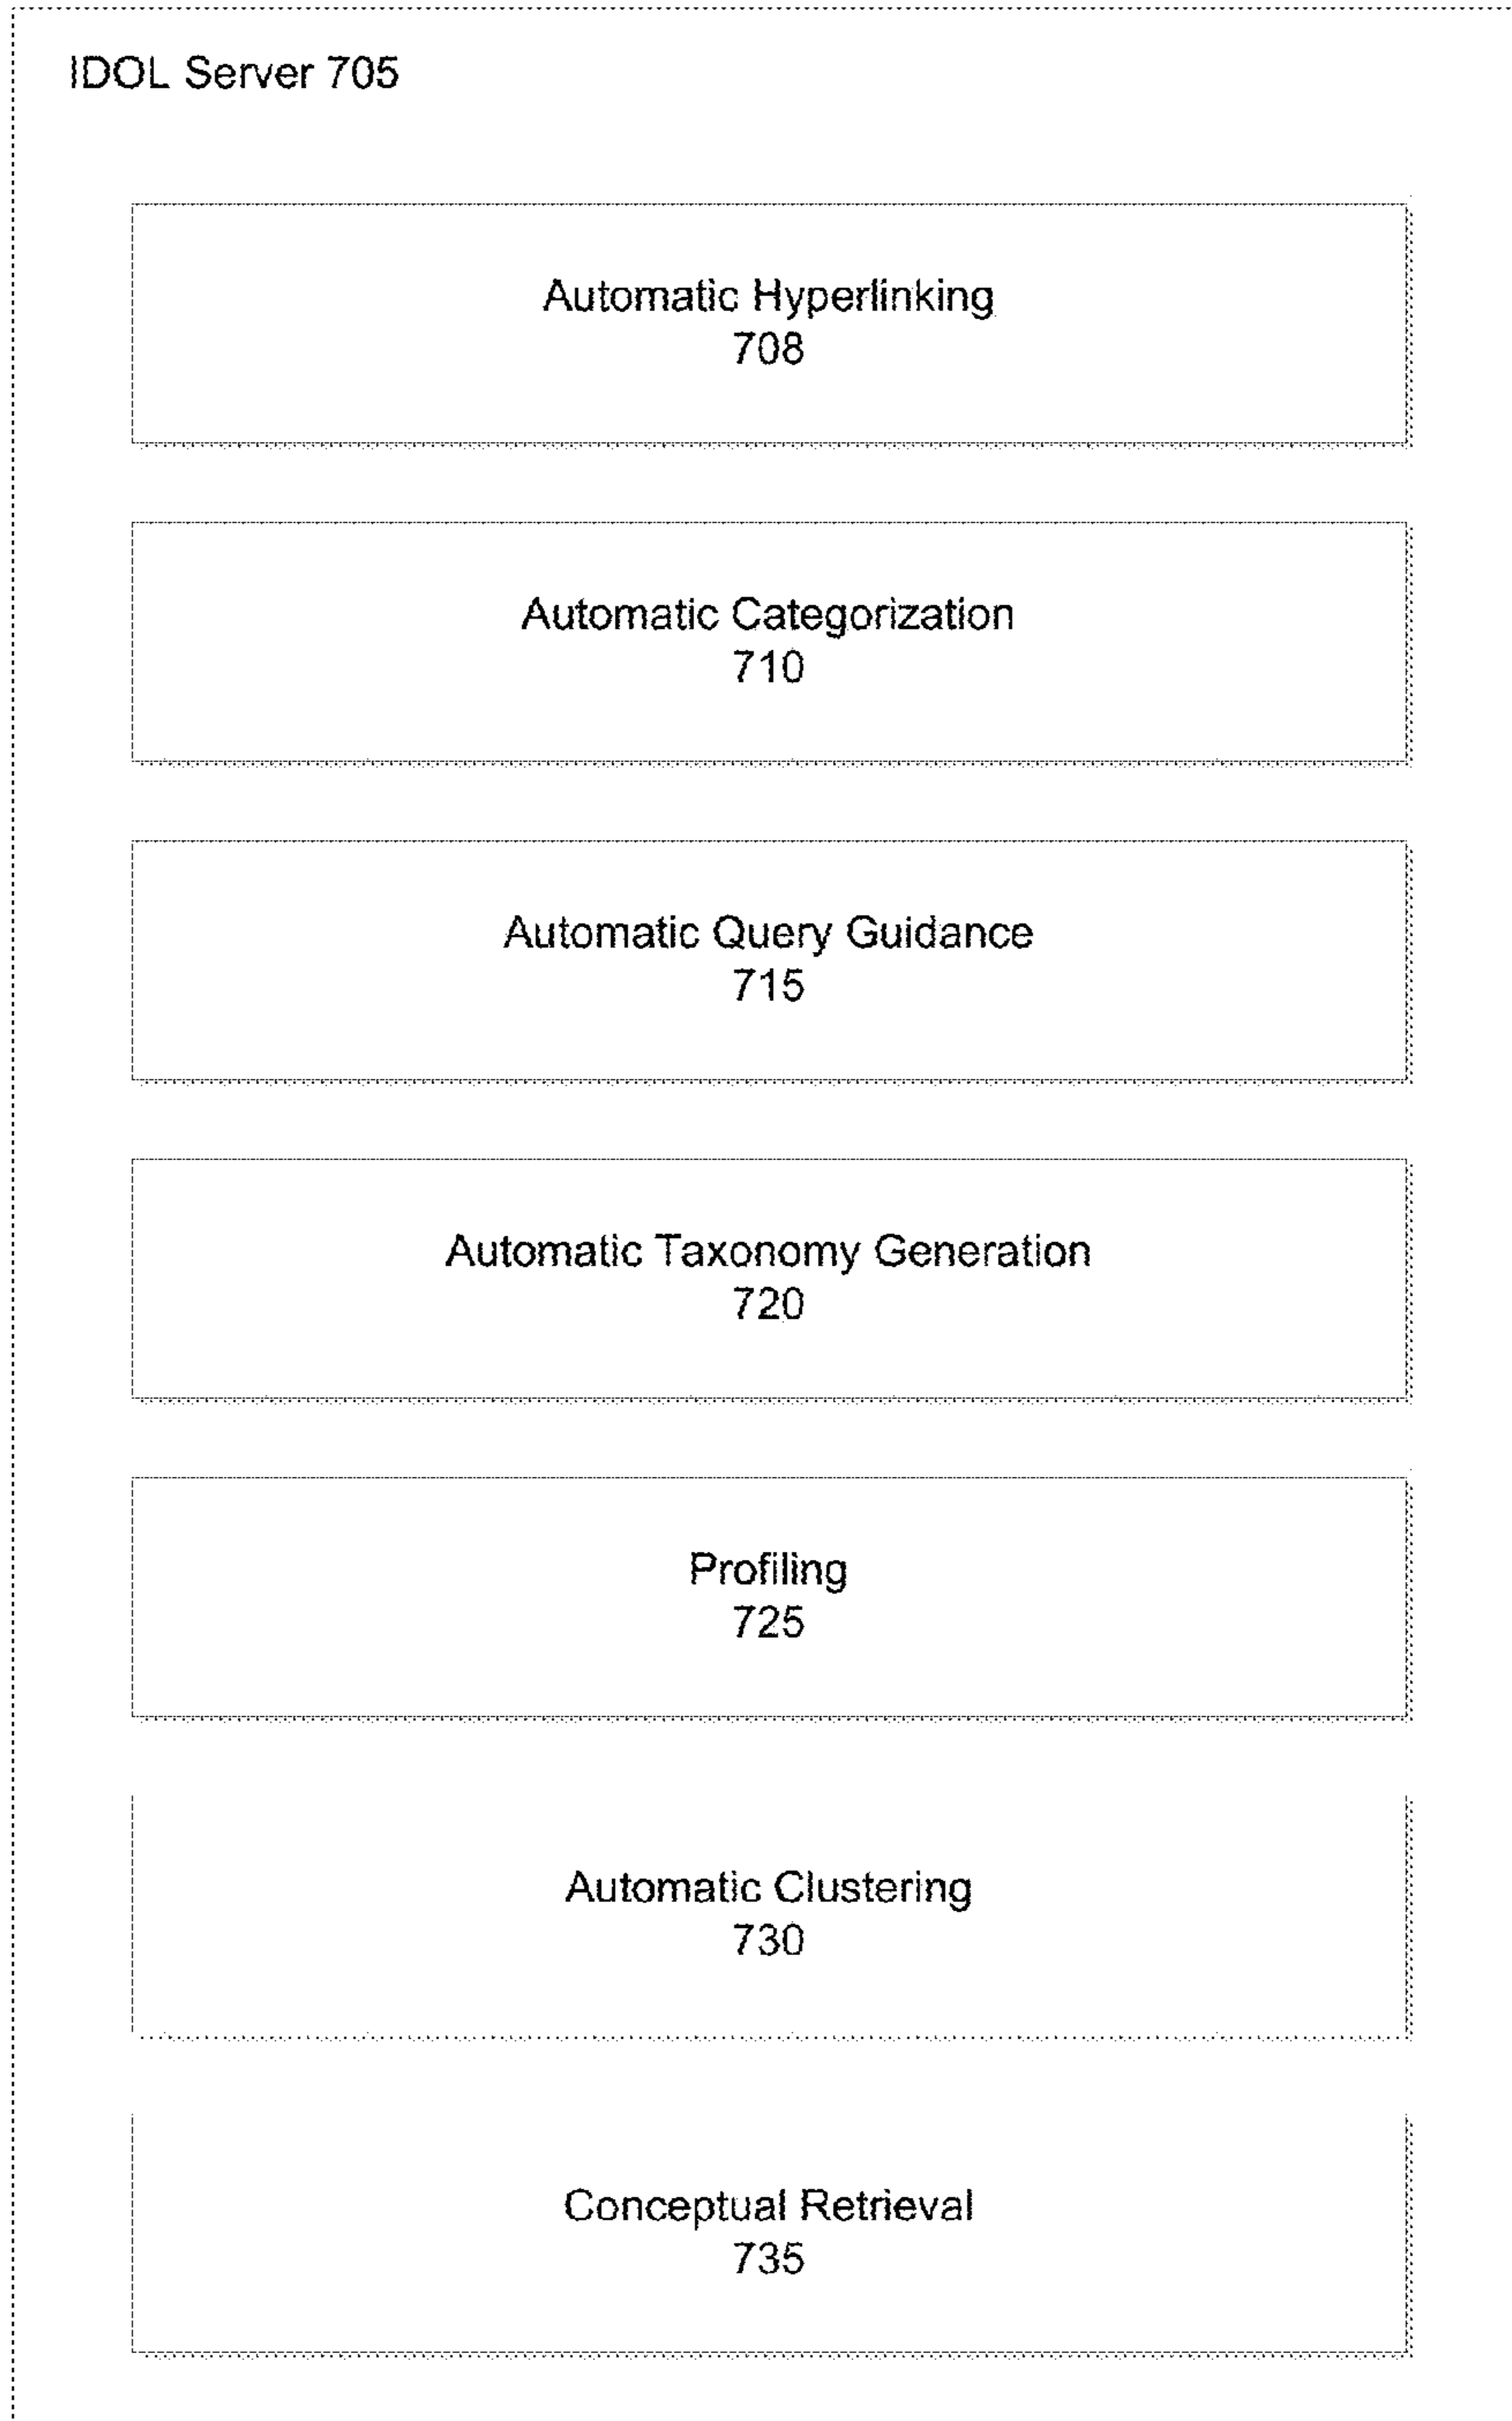 IDOL Server 705
Automatic Hyperlinking
708
Automatic Categorization
710
Automatic Query Guidance
715
Automatic Taxonomy Generation
720
Profiling
725
Automatic Clustering
730
Conceptual Retrieval
735